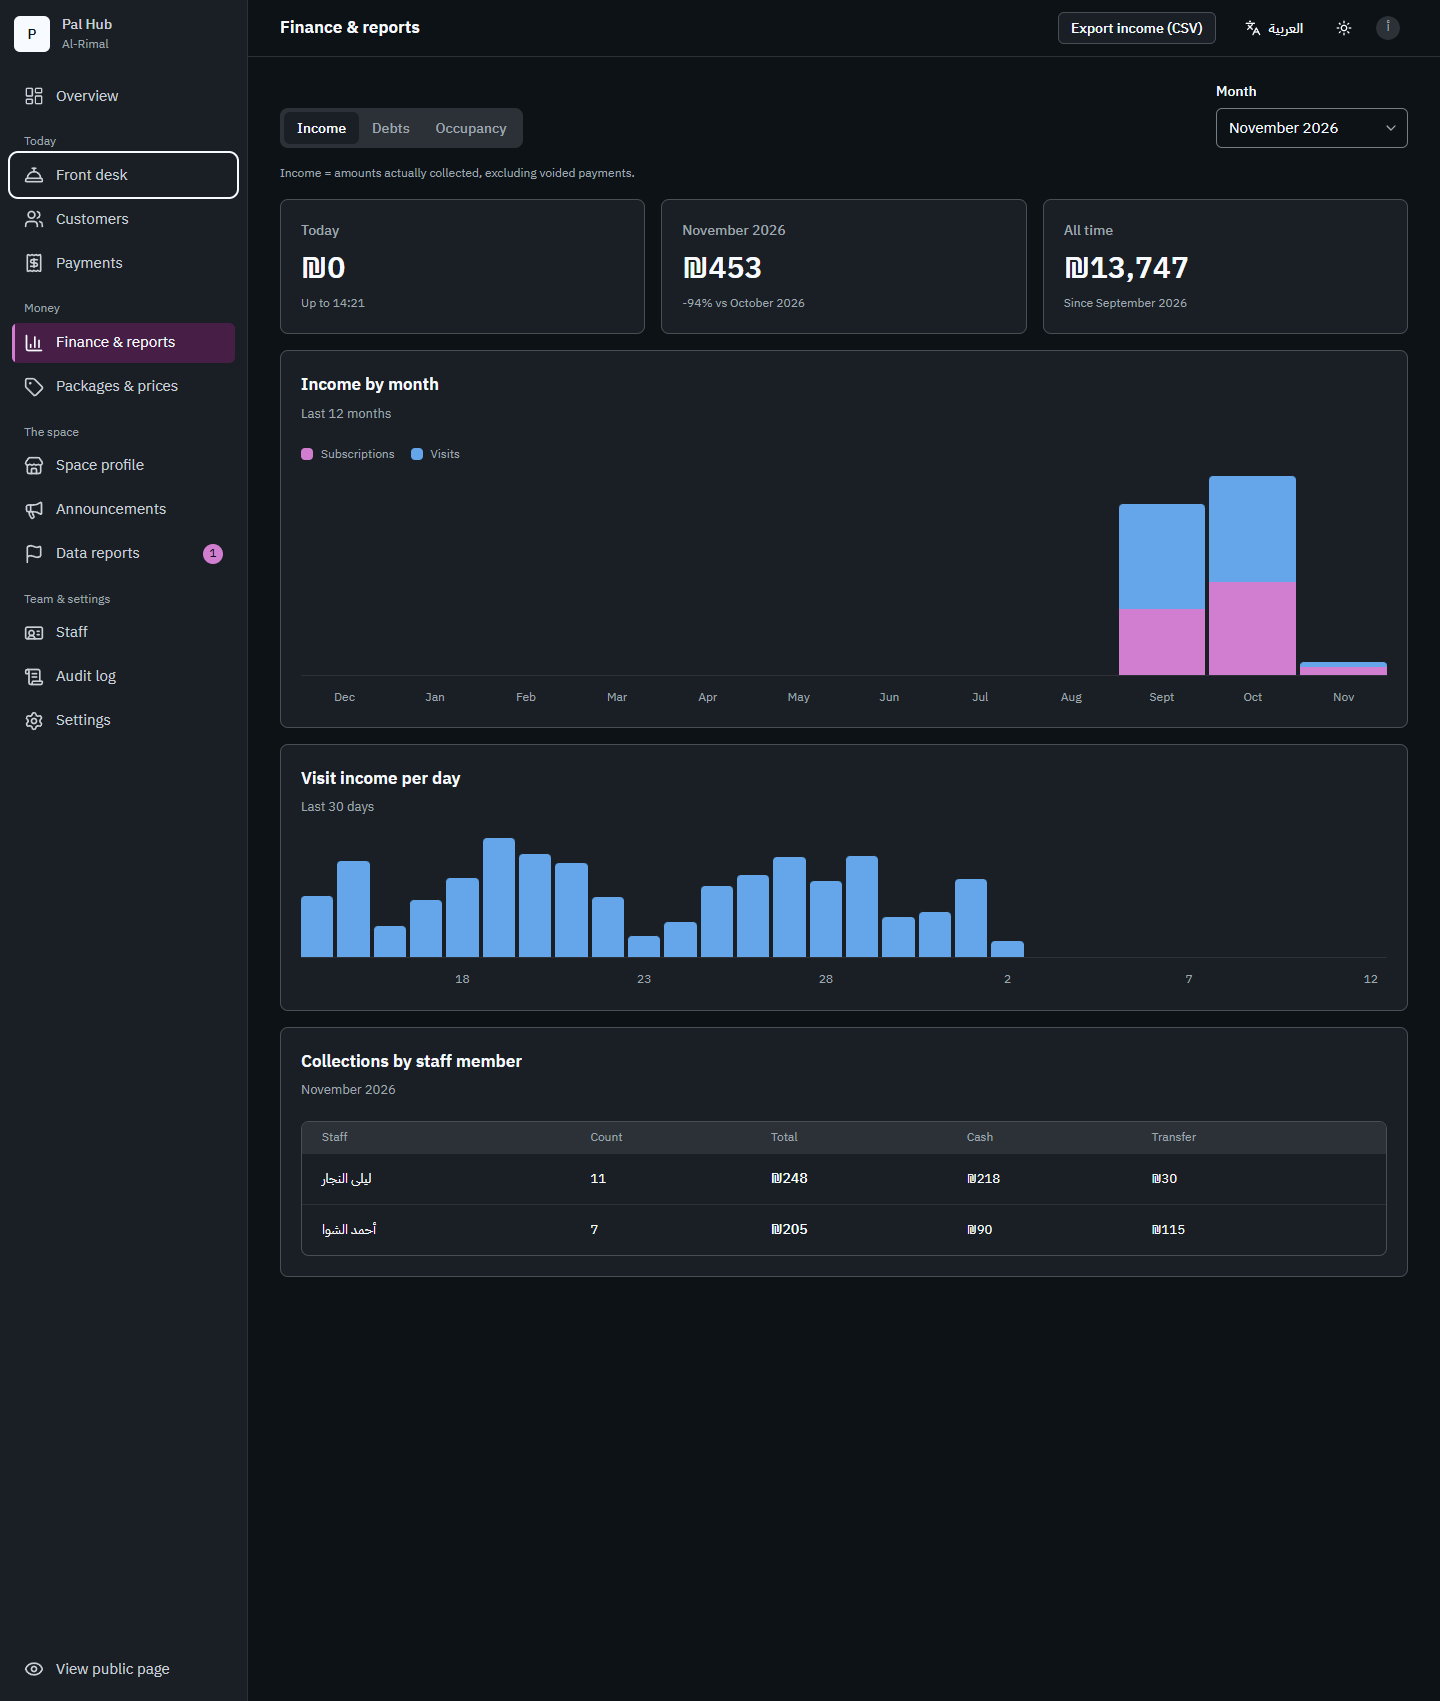 P
Pal Hub
Al-Rimal
Overview
Today
Front desk
Customers
Payments
Money
Finance & reports
Packages & prices
The space
Space profile
Announcements
Data reports
1
Team & settings
Staff
Audit log
Settings
View public page
Finance & reports
Export income (CSV)
العربية
أ
Month
November 2026
Income Debts Occupancy
Income = amounts actually collected, excluding voided payments.
Today
₪0
Up to 14:21
November 2026
₪453
-94% vs October 2026
All time
₪13,747
Since September 2026
Income by month
Last 12 months
Subscriptions Visits
Dec Jan Feb Mar Apr May Jun Jul Aug Sept Oct Nov
Visit income per day
Last 30 days
18 23 28 2 7 12
Collections by staff member
November 2026
Staff Count Total Cash Transfer
ليلى النجار 11 ₪248 ₪218 ₪30
أحمد الشوا 7 ₪205 ₪90 ₪115